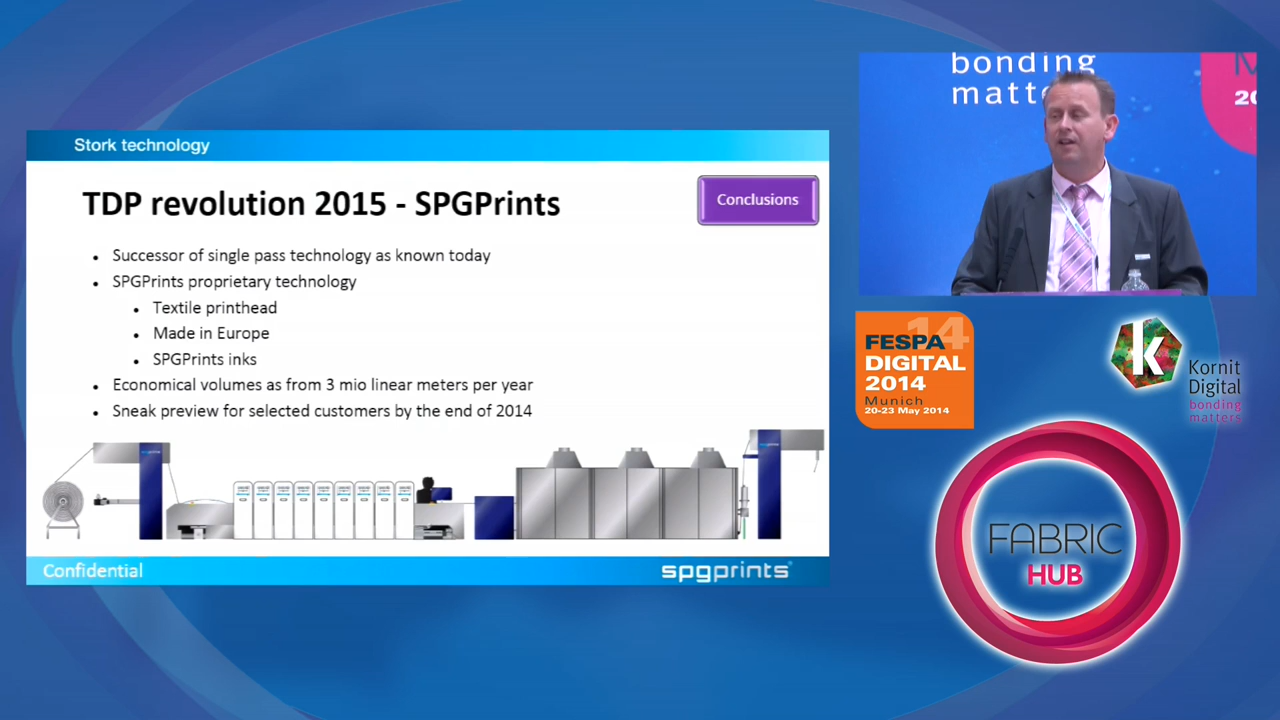 Stork technology
TDP revolution 2015 - SPGPrints
Conclusions
Successor of single pass technology as known today
SPGPrints proprietary technology
Textile printhead
Made in Europe
SPGPrints inks
Economical volumes as from 3 mio linear meters per year
Sneak preview for selected customers by the end of 2014
Confidential
spgprints
bonding
matte
M
20
14
FESPA
DIGITAL
2014
Munich
20-23 May 2014
k
Kornit
Digital
bonding
matters
FABRIC
HUB